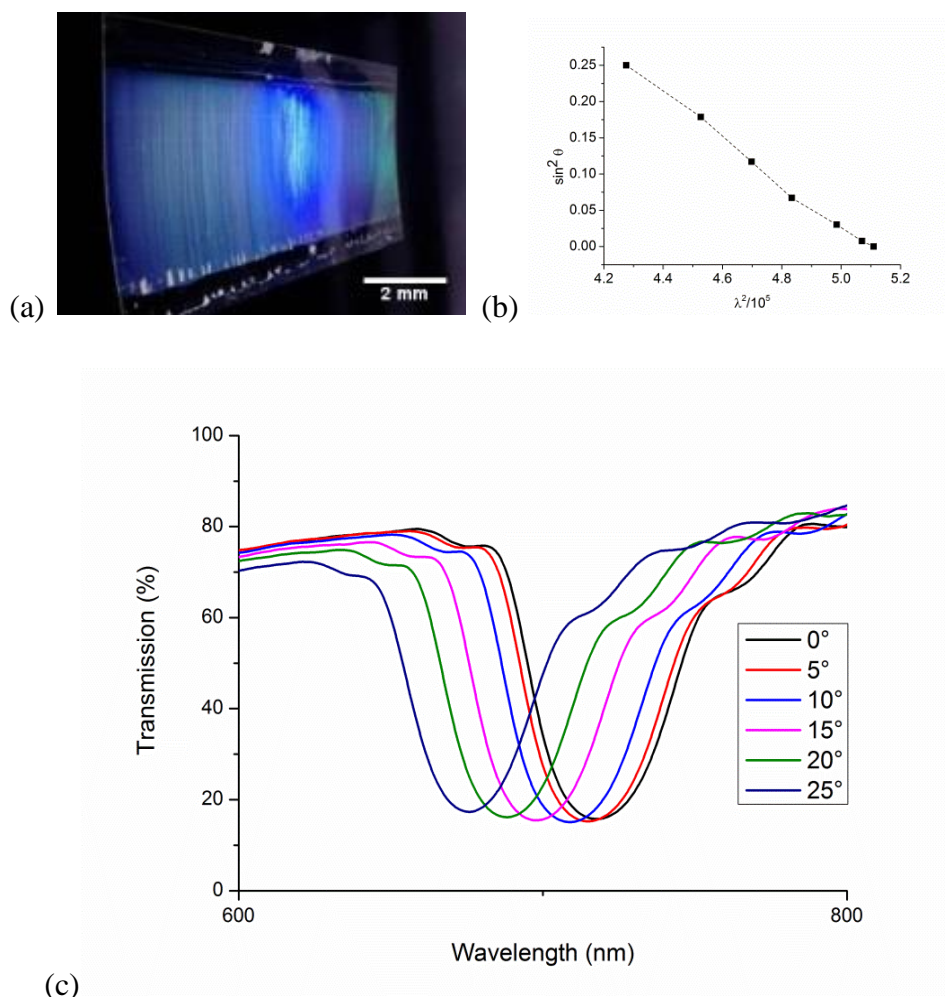 2 mm
(a)
0.25
0.20
0.15
0.10
0.05
0.00
sin² θ
4.2 4.4 4.6 4.8 5.0 5.2
λ²/10⁵
(b)
100
80
60
40
20
0
Transmission (%)
0°
5°
10°
15°
20°
25°
600 800
Wavelength (nm)
(c)